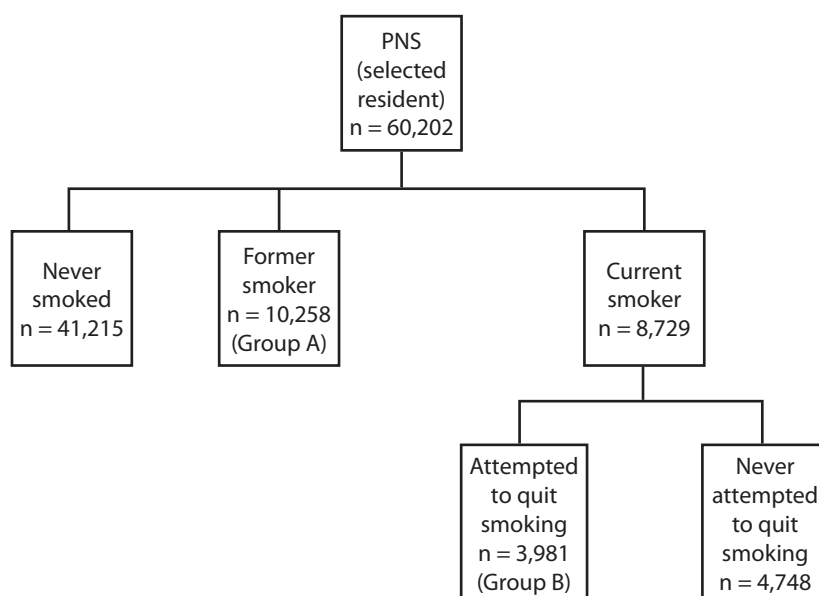 PNS
(selected
resident)
n = 60,202
Never
smoked
n = 41,215
Former
smoker
n = 10,258
(Group A)
Current
smoker
n = 8,729
Attempted
to quit
smoking
n = 3,981
(Group B)
Never
attempted
to quit
smoking
n = 4,748